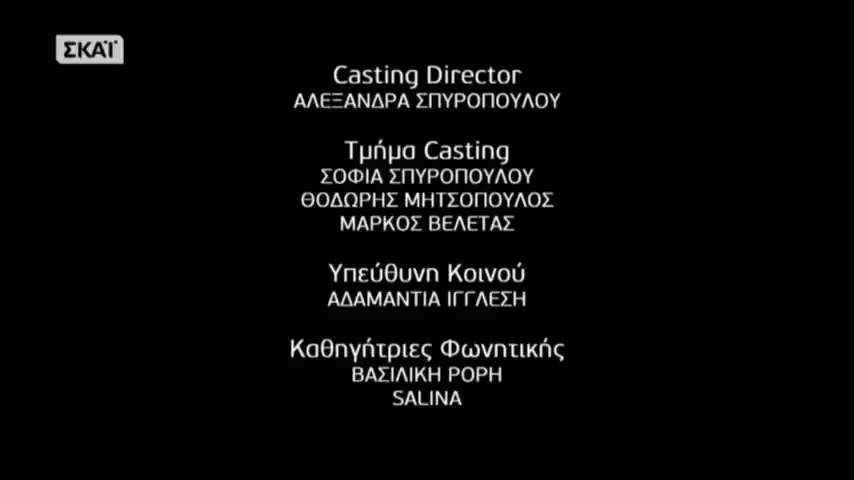 ΣΚΑΪ
Casting Director
ΑΛΕΞΑΝΔΡΑ ΣΠΥΡΟΠΟΥΛΟΥ
Τμήμα Casting
ΣΟΦΙΑ ΣΠΥΡΟΠΟΥΛΟΥ
ΘΟΔΩΡΗΣ ΜΗΤΣΟΠΟΥΛΟΣ
ΜΑΡΚΟΣ ΒΕΛΕΤΑΣ
Υπεύθυνη Κοινού
ΑΔΑΜΑΝΤΙΑ ΙΓΓΛΕΣΗ
Καθηγήτριες Φωνητικής
ΒΑΣΙΛΙΚΗ ΡΟΡΗ
SALINA